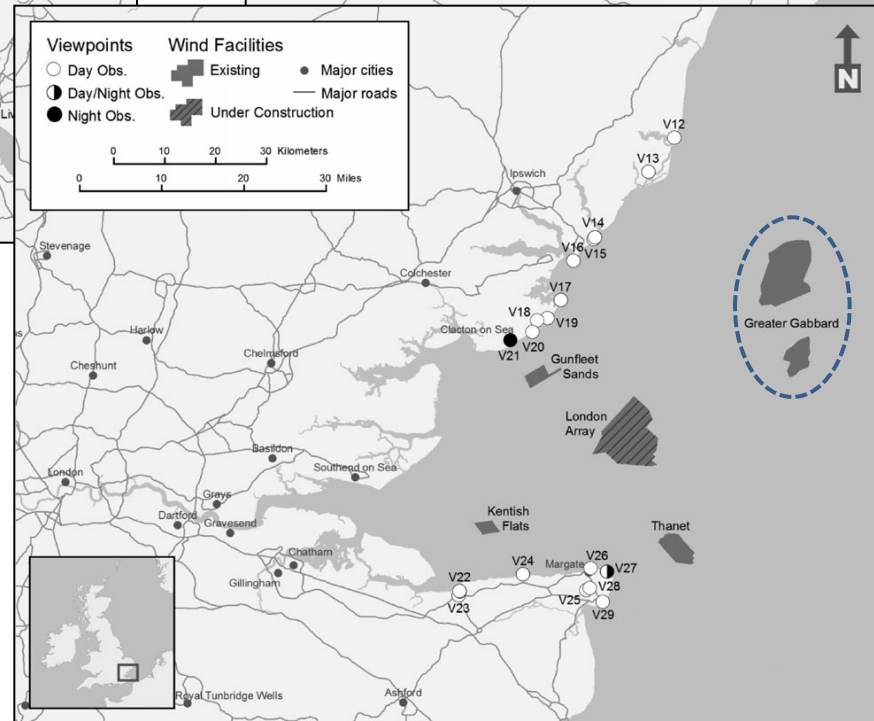 Viewpoints
Day Obs.
Day/Night Obs.
Night Obs.
Wind Facilities
Existing
Under Construction
Major cities
Major roads
0 10 20 30 Kilometers
0 10 20 30 Miles
N
V12
V13
Ipswich
V14
V15
V16
Stevenage
Colchester
V17
V18
V19
Clacton on Sea
V20
V21
Harlow
Greater Gabbard
Cheshunt
Chelmsford
Gunfleet
Sands
London
Array
Basildon
Southend on Sea
London
Grays
Dartford
Gravesend
Kentish
Flats
Thanet
Chatham
Gillingham
V24
Margate
V26
V27
V22
V23
V25
V28
V29
Royal Tunbridge Wells
Ashford